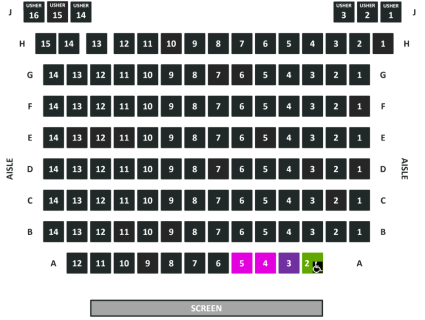 USHER USHER USHER USHER USHER USHER
J 16 15 14 3 2 1 J
H 15 14 13 12 11 10 9 8 7 6 5 4 3 2 1 H
G 14 13 12 11 10 9 8 7 6 5 4 3 2 1 G
F 14 13 12 11 10 9 8 7 6 5 4 3 2 1 F
E 14 13 12 11 10 9 8 7 6 5 4 3 2 1 E
AISLE D 14 13 12 11 10 9 8 7 6 5 4 3 2 1 D AISLE
C 14 13 12 11 10 9 8 7 6 5 4 3 2 1 C
B 14 13 12 11 10 9 8 7 6 5 4 3 2 1 B
A 12 11 10 9 8 7 6 5 4 3 2 A
SCREEN